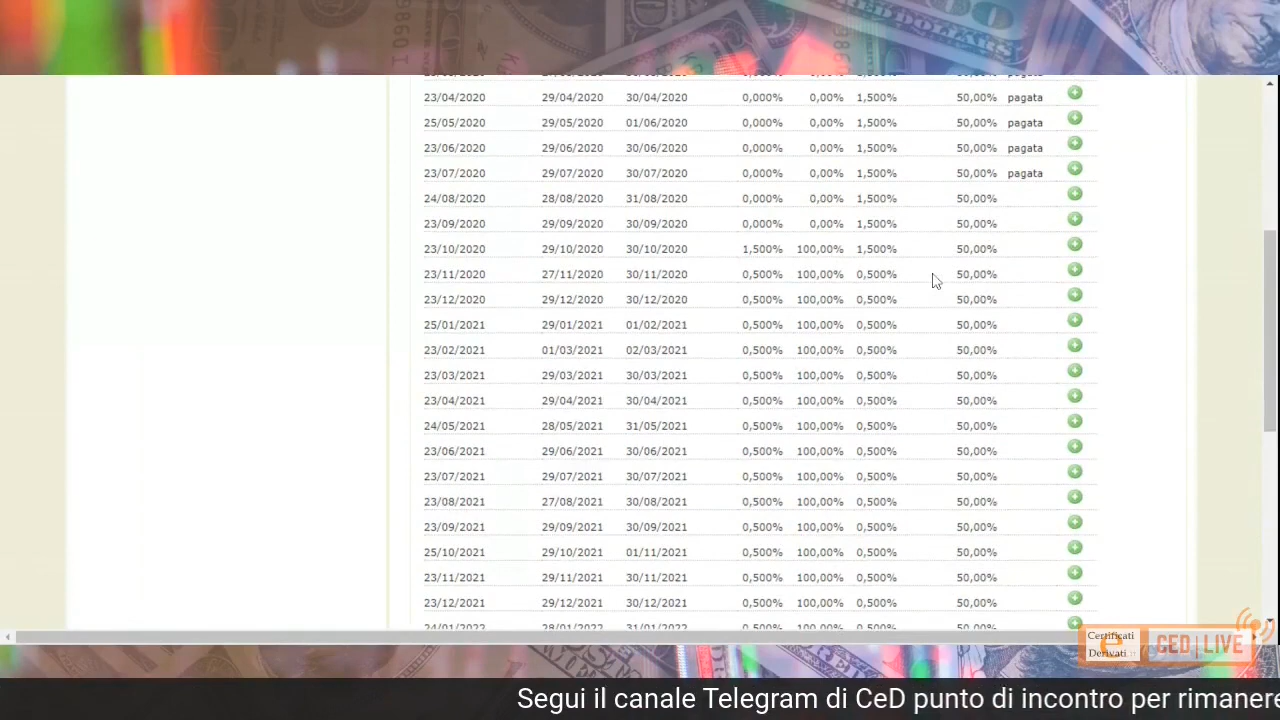 23/04/2020 29/04/2020 30/04/2020 0,000% 0,00% 1,500% 50,00% pagata
25/05/2020 29/05/2020 01/06/2020 0,000% 0,00% 1,500% 50,00% pagata
23/06/2020 29/06/2020 30/06/2020 0,000% 0,00% 1,500% 50,00% pagata
23/07/2020 29/07/2020 30/07/2020 0,000% 0,00% 1,500% 50,00% pagata
24/08/2020 28/08/2020 31/08/2020 0,000% 0,00% 1,500% 50,00%
23/09/2020 29/09/2020 30/09/2020 0,000% 0,00% 1,500% 50,00%
23/10/2020 29/10/2020 30/10/2020 1,500% 100,00% 1,500% 50,00%
23/11/2020 27/11/2020 30/11/2020 0,500% 100,00% 0,500% 50,00%
23/12/2020 29/12/2020 30/12/2020 0,500% 100,00% 0,500% 50,00%
25/01/2021 29/01/2021 01/02/2021 0,500% 100,00% 0,500% 50,00%
23/02/2021 01/03/2021 02/03/2021 0,500% 100,00% 0,500% 50,00%
23/03/2021 29/03/2021 30/03/2021 0,500% 100,00% 0,500% 50,00%
23/04/2021 29/04/2021 30/04/2021 0,500% 100,00% 0,500% 50,00%
24/05/2021 28/05/2021 31/05/2021 0,500% 100,00% 0,500% 50,00%
23/06/2021 29/06/2021 30/06/2021 0,500% 100,00% 0,500% 50,00%
23/07/2021 29/07/2021 30/07/2021 0,500% 100,00% 0,500% 50,00%
23/08/2021 27/08/2021 30/08/2021 0,500% 100,00% 0,500% 50,00%
23/09/2021 29/09/2021 30/09/2021 0,500% 100,00% 0,500% 50,00%
25/10/2021 29/10/2021 01/11/2021 0,500% 100,00% 0,500% 50,00%
23/11/2021 29/11/2021 30/11/2021 0,500% 100,00% 0,500% 50,00%
23/12/2021 29/12/2021 30/12/2021 0,500% 100,00% 0,500% 50,00%
24/01/2022 28/01/2022 31/01/2022 0,500% 100,00% 0,500% 50,00%
Certificati
Derivati
CED | LIVE
Segui il canale Telegram di CeD punto di incontro per rimanere